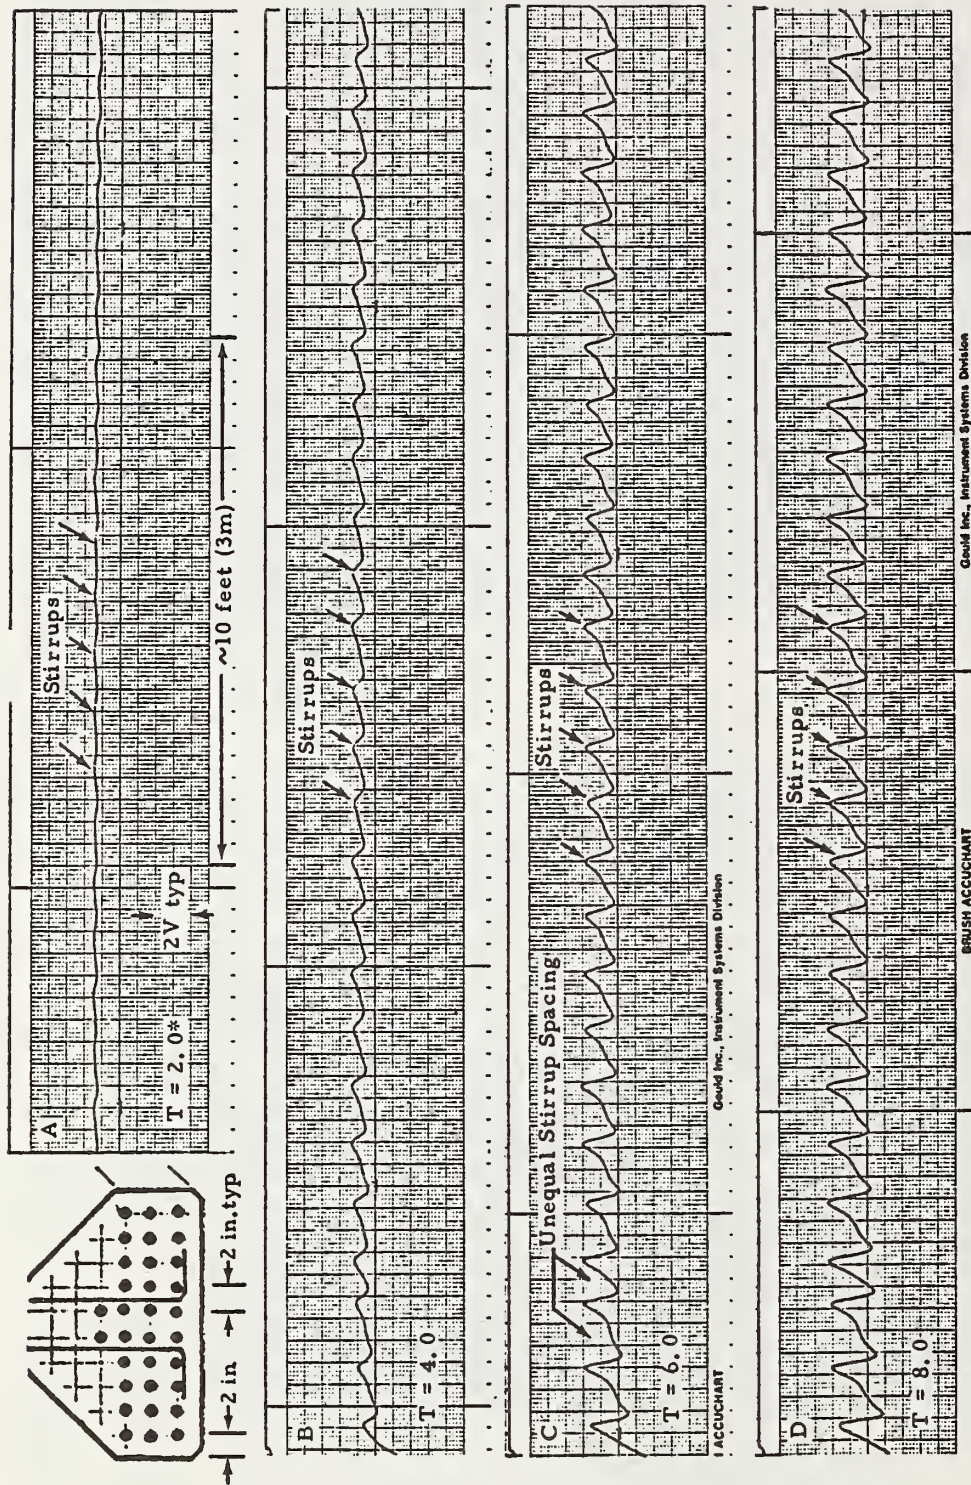 2 in
2 in. typ
A
T = 2.0*
2V typ
Stirrups
~10 feet (3m)
B
T = 4.0
Stirrups
C
T = 6.0
Unequal Stirrup Spacing
Stirrups
I ACCUCHART
Gould Inc., Instrument Systems Division
D
T = 8.0
Stirrups
BRUSH ACCUCHART
Gould Inc., Instrument Systems Division